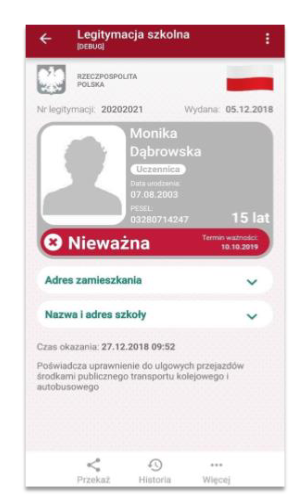 Legitymacja szkolna
[DEBUG]
RZECZPOSPOLITA
POLSKA
Nr legitymacji: 20202021 Wydana: 05.12.2018
Monika
Dąbrowska
Uczennica
Data urodzenia:
07.08.2003
PESEL:
03280714247 15 lat
Nieważna
Termin ważności:
10.10.2019
Adres zamieszkania
Nazwa i adres szkoły
Czas okazania: 27.12.2018 09:52
Poświadcza uprawnienie do ulgowych przejazdów
środkami publicznego transportu kolejowego i
autobusowego
Przekaż Historia Więcej